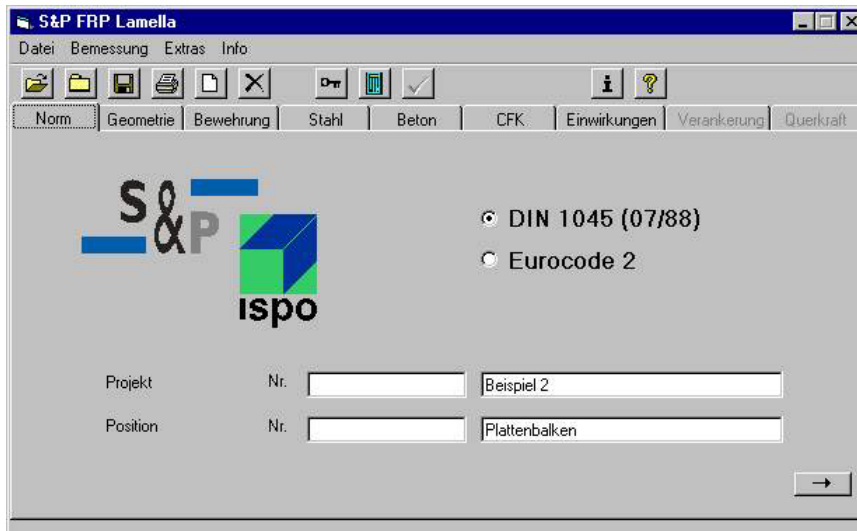 S&P FRP Lamella
Datei Bemessung Extras Info
Norm Geometrie Bewehrung Stahl Beton CFK Einwirkungen Verankerung Querkraft
S&P
ispo
DIN 1045 (07/88)
Eurocode 2
Projekt Nr. Beispiel 2
Position Nr. Plattenbalken